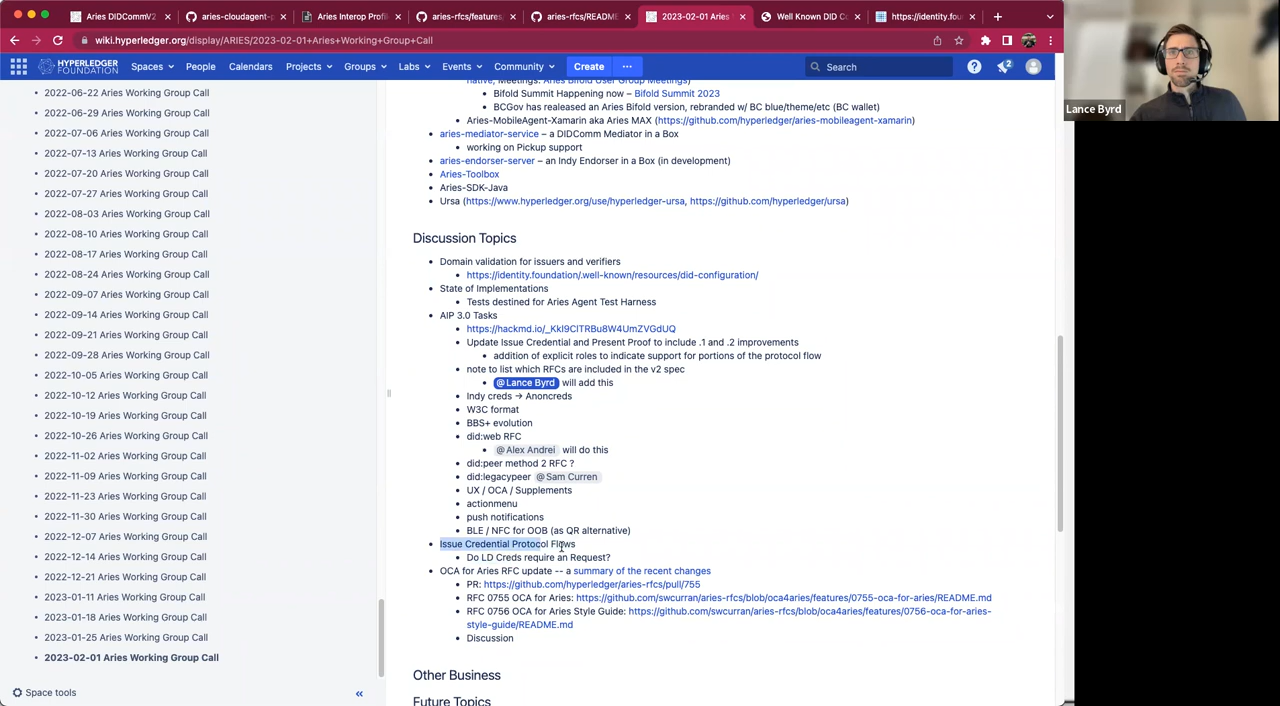 Aries DIDCommV2
aries-cloudagent-p
Aries Interop Profil
aries-rfcs/features
aries-rfcs/README
2023-02-01 Aries
Well Known DID Co
https://identity.fou
wiki.hyperledger.org/display/ARIES/2023-02-01+Aries+Working+Group+Call
HYPERLEDGER FOUNDATION
Spaces
People
Calendars
Projects
Groups
Labs
Events
Community
Create
Search
2
Lance Byrd
2022-06-22 Aries Working Group Call
2022-06-29 Aries Working Group Call
2022-07-06 Aries Working Group Call
2022-07-13 Aries Working Group Call
2022-07-20 Aries Working Group Call
2022-07-27 Aries Working Group Call
2022-08-03 Aries Working Group Call
2022-08-10 Aries Working Group Call
2022-08-17 Aries Working Group Call
2022-08-24 Aries Working Group Call
2022-09-07 Aries Working Group Call
2022-09-14 Aries Working Group Call
2022-09-21 Aries Working Group Call
2022-09-28 Aries Working Group Call
2022-10-05 Aries Working Group Call
2022-10-12 Aries Working Group Call
2022-10-19 Aries Working Group Call
2022-10-26 Aries Working Group Call
2022-11-02 Aries Working Group Call
2022-11-09 Aries Working Group Call
2022-11-23 Aries Working Group Call
2022-11-30 Aries Working Group Call
2022-12-07 Aries Working Group Call
2022-12-14 Aries Working Group Call
2022-12-21 Aries Working Group Call
2023-01-11 Aries Working Group Call
2023-01-18 Aries Working Group Call
2023-01-25 Aries Working Group Call
2023-02-01 Aries Working Group Call
Space tools
native, Meetings: Aries Bifold User Group Meetings)
Bifold Summit Happening now – Bifold Summit 2023
BCGov has realeased an Aries Bifold version, rebranded w/ BC blue/theme/etc (BC wallet)
Aries-MobileAgent-Xamarin aka Aries MAX (https://github.com/hyperledger/aries-mobileagent-xamarin)
aries-mediator-service – a DIDComm Mediator in a Box
working on Pickup support
aries-endorser-server – an Indy Endorser in a Box (in development)
Aries-Toolbox
Aries-SDK-Java
Ursa (https://www.hyperledger.org/use/hyperledger-ursa, https://github.com/hyperledger/ursa)
Discussion Topics
Domain validation for issuers and verifiers
https://identity.foundation/.well-known/resources/did-configuration/
State of Implementations
Tests destined for Aries Agent Test Harness
AIP 3.0 Tasks
https://hackmd.io/_KkI9ClTRBu8W4UmZVGdUQ
Update Issue Credential and Present Proof to include .1 and .2 improvements
addition of explicit roles to indicate support for portions of the protocol flow
note to list which RFCs are included in the v2 spec
@Lance Byrd will add this
Indy creds → Anoncreds
W3C format
BBS+ evolution
did:web RFC
@Alex Andrei will do this
did:peer method 2 RFC ?
did:legacypeer @Sam Curren
UX / OCA / Supplements
actionmenu
push notifications
BLE / NFC for OOB (as QR alternative)
Issue Credential Protocol Flows
Do LD Creds require an Request?
OCA for Aries RFC update -- a summary of the recent changes
PR: https://github.com/hyperledger/aries-rfcs/pull/755
RFC 0755 OCA for Aries: https://github.com/swcurran/aries-rfcs/blob/oca4aries/features/0755-oca-for-aries/README.md
RFC 0756 OCA for Aries Style Guide: https://github.com/swcurran/aries-rfcs/blob/oca4aries/features/0756-oca-for-aries-
style-guide/README.md
Discussion
Other Business
Future Topics